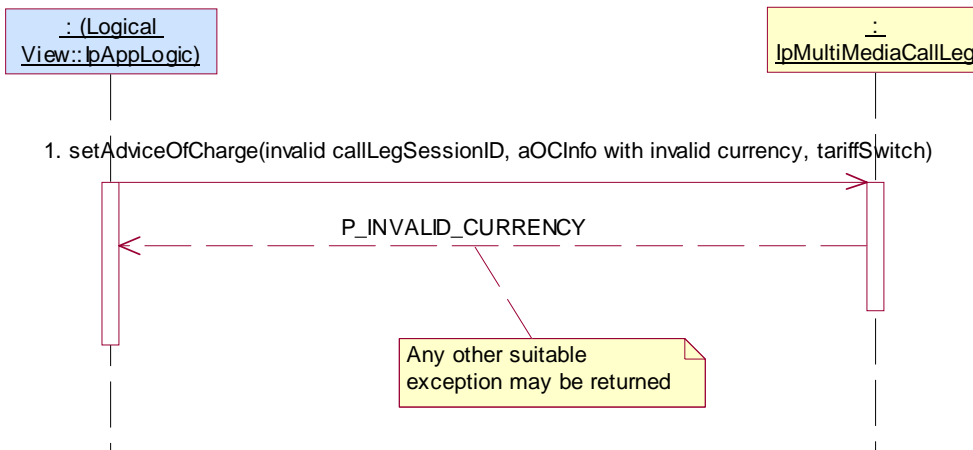 : (Logical
View::IpAppLogic)
:
IpMultiMediaCallLeg
1. setAdviceOfCharge(invalid callLegSessionID, aOCInfo with invalid currency, tariffSwitch)
P_INVALID_CURRENCY
Any other suitable
exception may be returned